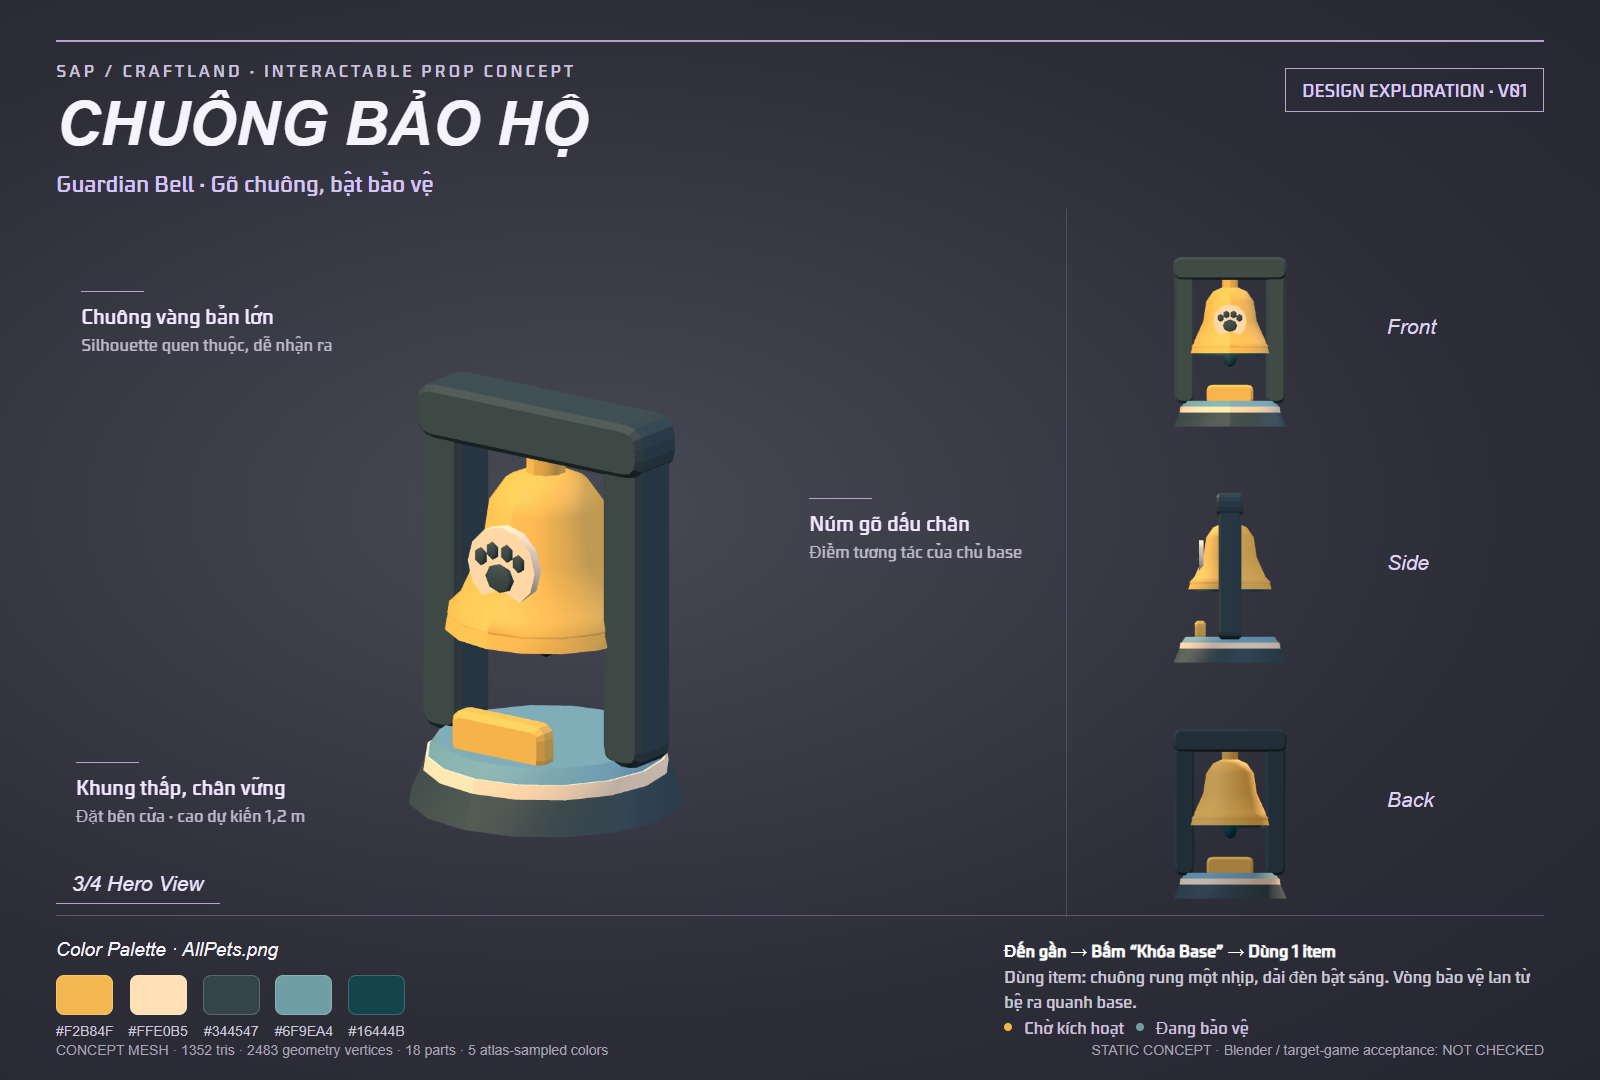 SAP / CRAFTLAND · INTERACTABLE PROP CONCEPT
CHUÔNG BẢO HỘ
Guardian Bell · Gõ chuông, bật bảo vệ
DESIGN EXPLORATION · V01
Chuông vàng bản lớn
Silhouette quen thuộc, dễ nhận ra
Núm gõ dấu chân
Điểm tương tác của chủ base
Khung thấp, chân vững
Đặt bên cửa · cao dự kiến 1,2 m
3/4 Hero View
Front
Side
Back
Color Palette · AllPets.png
#F2B84F #FFE0B5 #344547 #6F9EA4 #16444B
CONCEPT MESH · 1352 tris · 2483 geometry vertices · 18 parts · 5 atlas-sampled colors
Đến gần → Bấm “Khóa Base” → Dùng 1 item
Dùng item: chuông rung một nhịp, dải đèn bật sáng. Vòng bảo vệ lan từ
bệ ra quanh base.
Chờ kích hoạt Đang bảo vệ
STATIC CONCEPT · Blender / target-game acceptance: NOT CHECKED